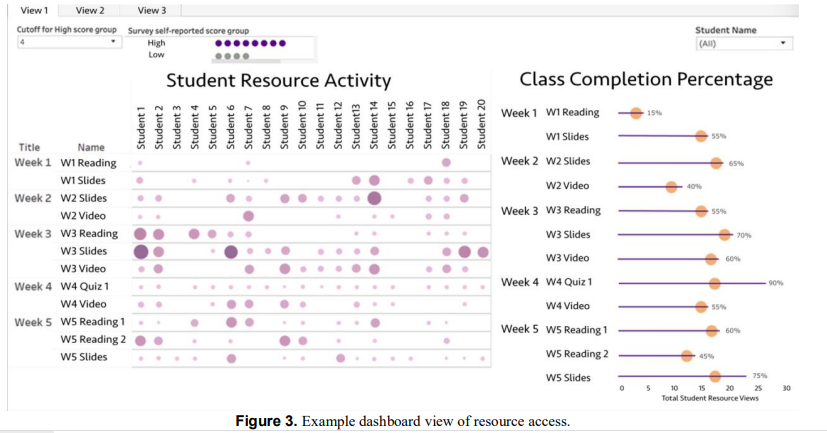 View 1 View 2 View 3
Cutoff for High score group
4
Survey self-reported score group
High
Low
Student Name
(All)
Student Resource Activity
Title Name
Student 1 Student 2 Student 3 Student 4 Student 5 Student 6 Student 7 Student 8 Student 9 Student 10 Student 11 Student 12 Student13 Student 14 Student 15 Student 16 Student 17 Student 18 Student 19 Student 20
Week 1 W1 Reading
W1 Slides
Week 2 W2 Slides
W2 Video
Week 3 W3 Reading
W3 Slides
W3 Video
Week 4 W4 Quiz 1
W4 Video
Week 5 W5 Reading 1
W5 Reading 2
W5 Slides
Class Completion Percentage
Week 1 W1 Reading 15%
W1 Slides 55%
Week 2 W2 Slides 65%
W2 Video 40%
Week 3 W3 Reading 55%
W3 Slides 70%
W3 Video 60%
Week 4 W4 Quiz 1 90%
W4 Video 55%
Week 5 W5 Reading 1 60%
W5 Reading 2 45%
W5 Slides 75%
0 5 10 15 20 25 30
Total Student Resource Views
Figure 3. Example dashboard view of resource access.